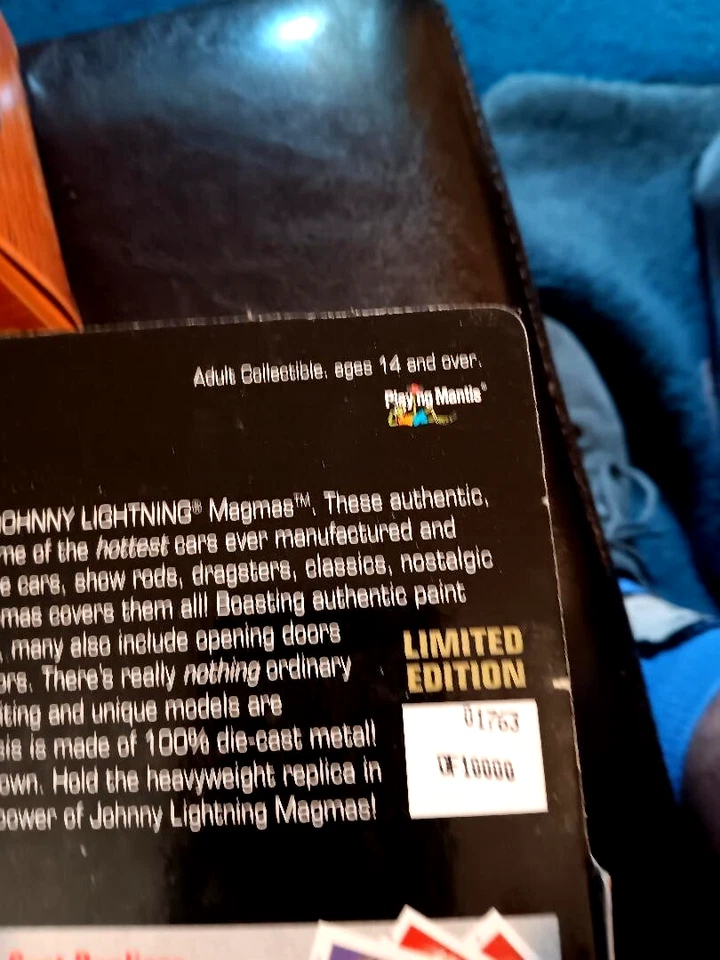 Adult Collectible, ages 14 and over.
Playing Mantis®
JOHNNY LIGHTNING® Magmas™. These authentic,
me of the hottest cars ever manufactured and
e cars, show rods, dragsters, classics, nostalgic
mas covers them all! Boasting authentic paint
, many also include opening doors
ors. There's really nothing ordinary
iting and unique models are
sis is made of 100% die-cast metal!
own. Hold the heavyweight replica in
power of Johnny Lightning Magmas!
LIMITED
EDITION
01763
OF10000